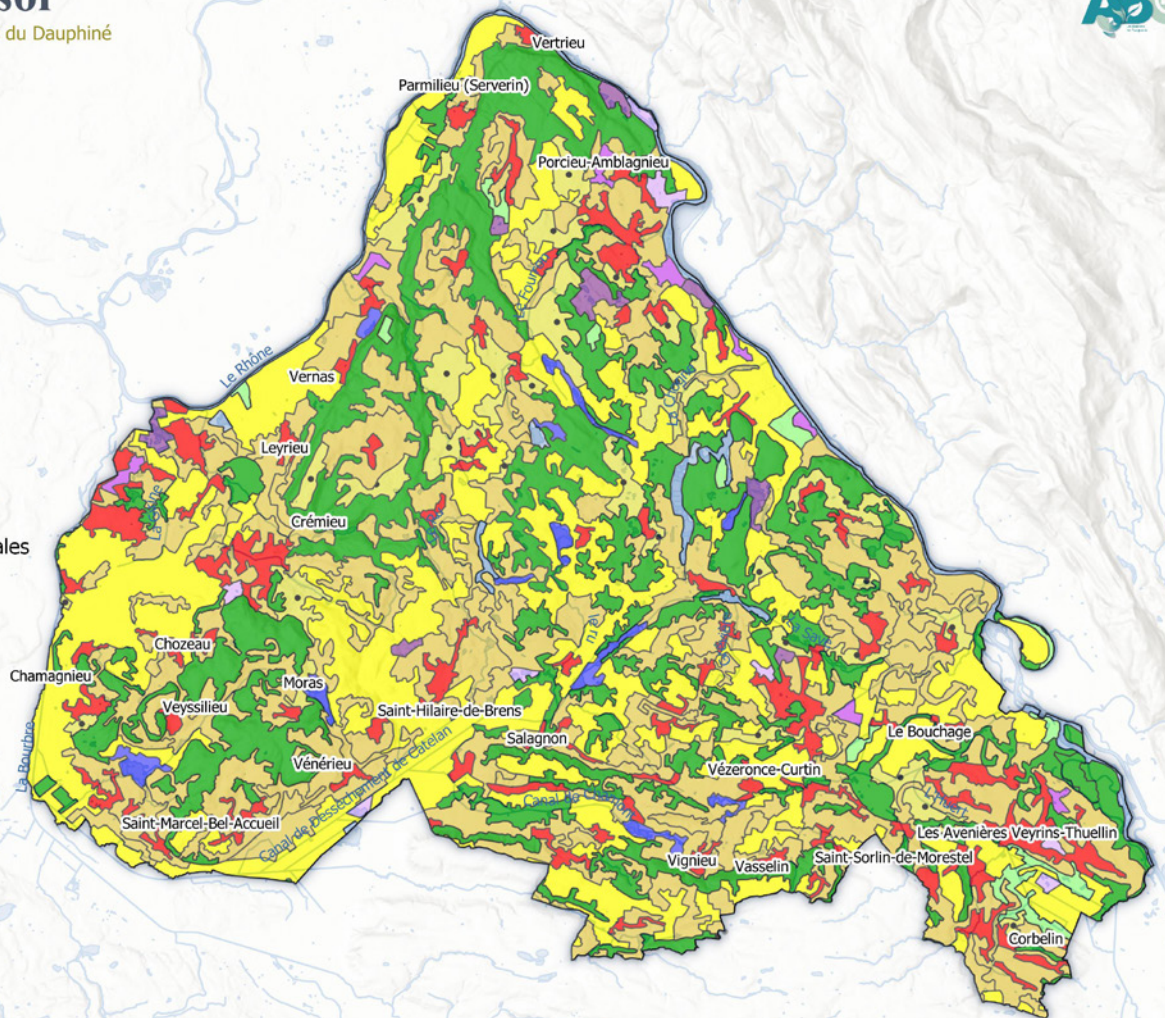 sol
du Dauphiné
Vertrieu
Parmilieu (Serverin)
Porcieu-Amblagnieu
Le Rhône
Vernas
Leyrieu
Crémieu
ales
Chozeau
Chamagnieu
Moras
Veyssilieu
Saint-Hilaire-de-Brens
Salagnon
Le Bouchage
La Save
La Bourbre
Vénérieu
Vézeronce-Curtin
Canal de Dessèchement de Catelan
Saint-Marcel-Bel-Accueil
Les Avenières Veyrins-Thuellin
Vignieu
Vasselin
Saint-Sorlin-de-Morestel
Corbelin